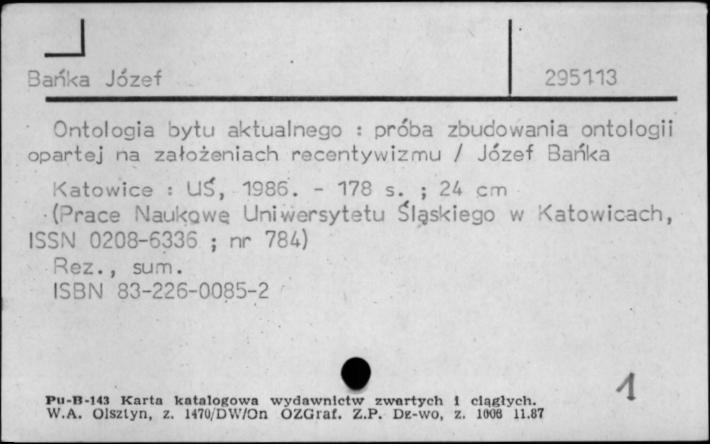 Bańka Józef 295113
Ontologia bytu aktualnego : próba zbudowania ontologii
opartej na założeniach recentywizmu / Józef Bańka
Katowice : UŚ, 1986. - 178 s. ; 24 cm
(Prace Naukowe Uniwersytetu Śląskiego w Katowicach,
ISSN 0208-6336 ; nr 784)
Rez., sum.
ISBN 83-226-0085-2
1
Pu-B-143 Karta katalogowa wydawnictw zwartych i ciągłych.
W.A. Olsztyn, z. 1470/DW/On OZGraf. Z.P. Dz-wo, z. 1006 11.87